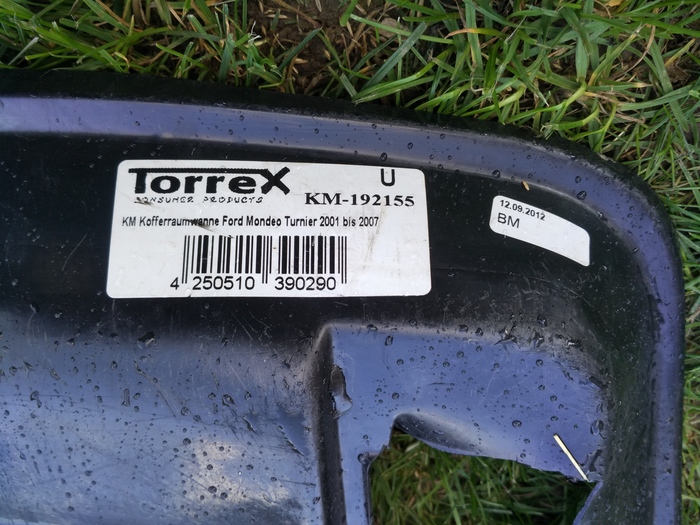 TorreX
CONSUMER PRODUCTS
U
KM-192155
KM Kofferraumwanne Ford Mondeo Turnier 2001 bis 2007
4 250510 390290
12.09.2012
BM